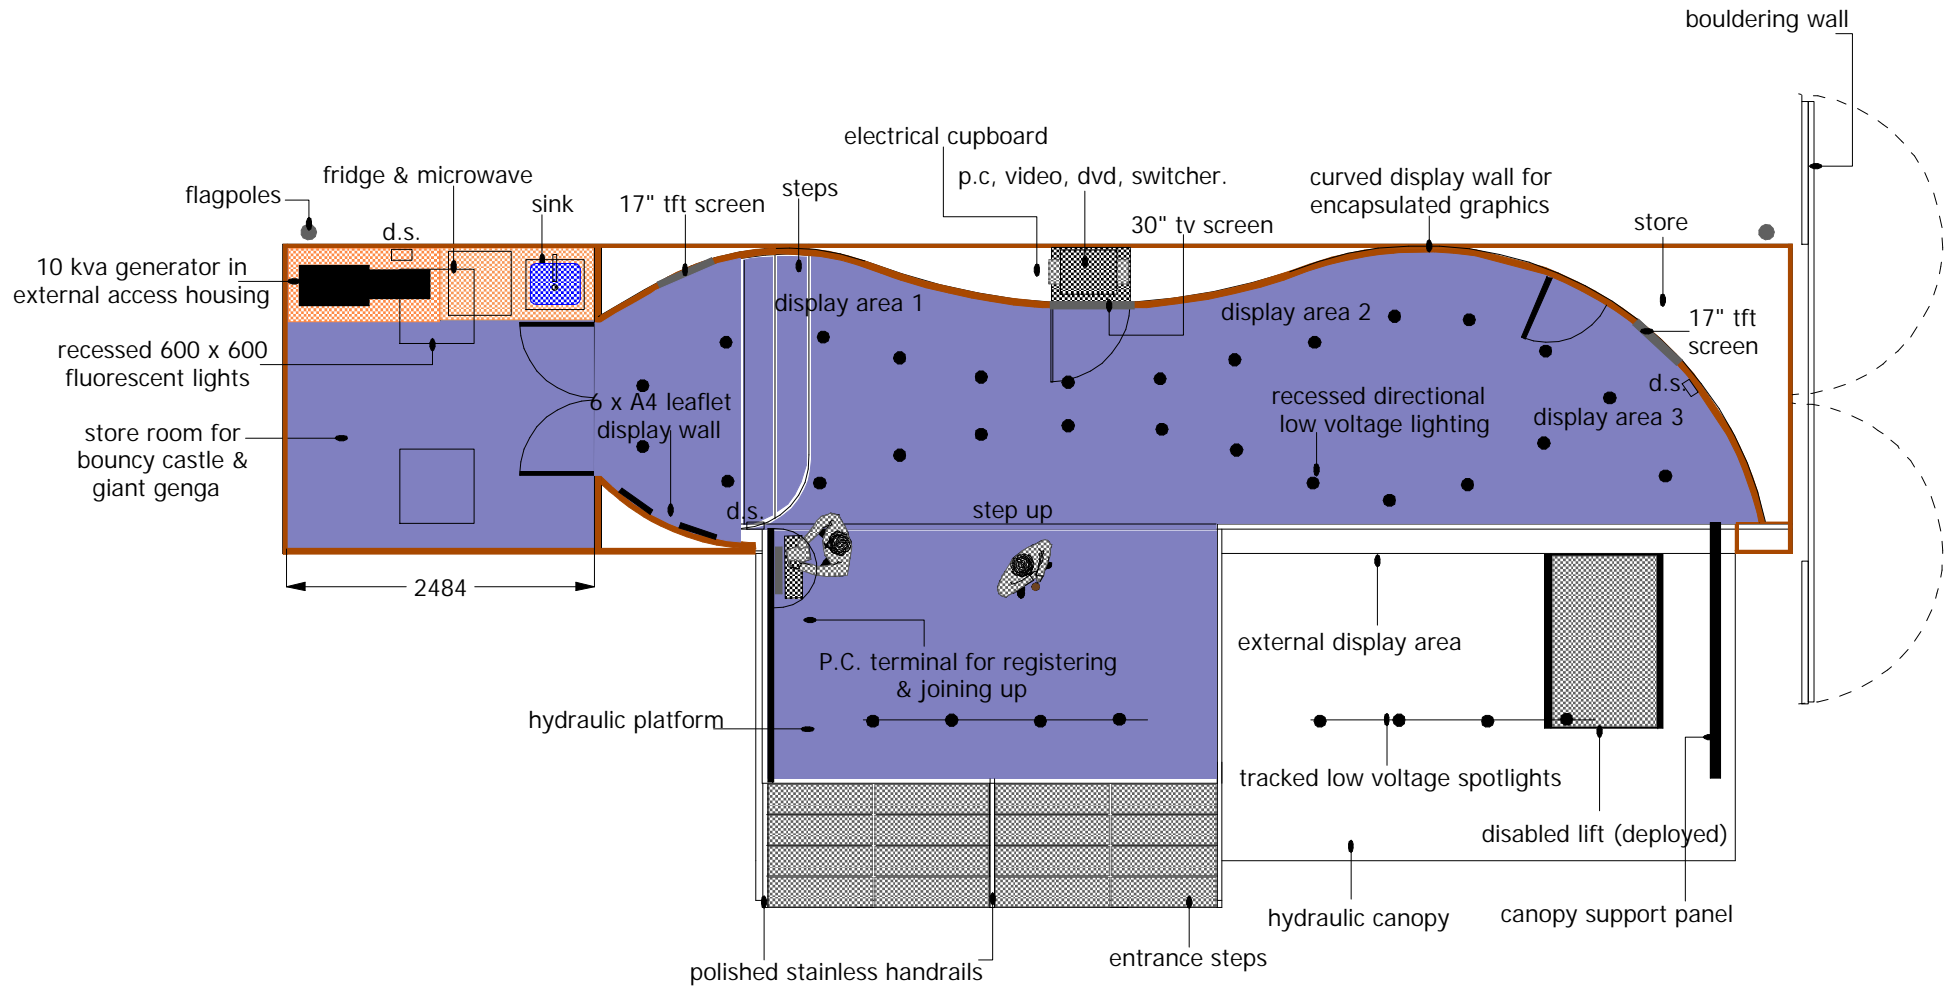 bouldering wall
electrical cupboard
fridge & microwave
p.c, video, dvd, switcher.
curved display wall for
encapsulated graphics
flagpoles
sink
17" tft screen
steps
30" tv screen
store
d.s.
10 kva generator in
external access housing
display area 1
display area 2
17" tft
screen
recessed 600 x 600
fluorescent lights
d.s.
6 x A4 leaflet
display wall
recessed directional
low voltage lighting
display area 3
store room for
bouncy castle &
giant genga
d.s.
step up
2484
external display area
P.C. terminal for registering
& joining up
hydraulic platform
tracked low voltage spotlights
disabled lift (deployed)
hydraulic canopy
canopy support panel
entrance steps
polished stainless handrails